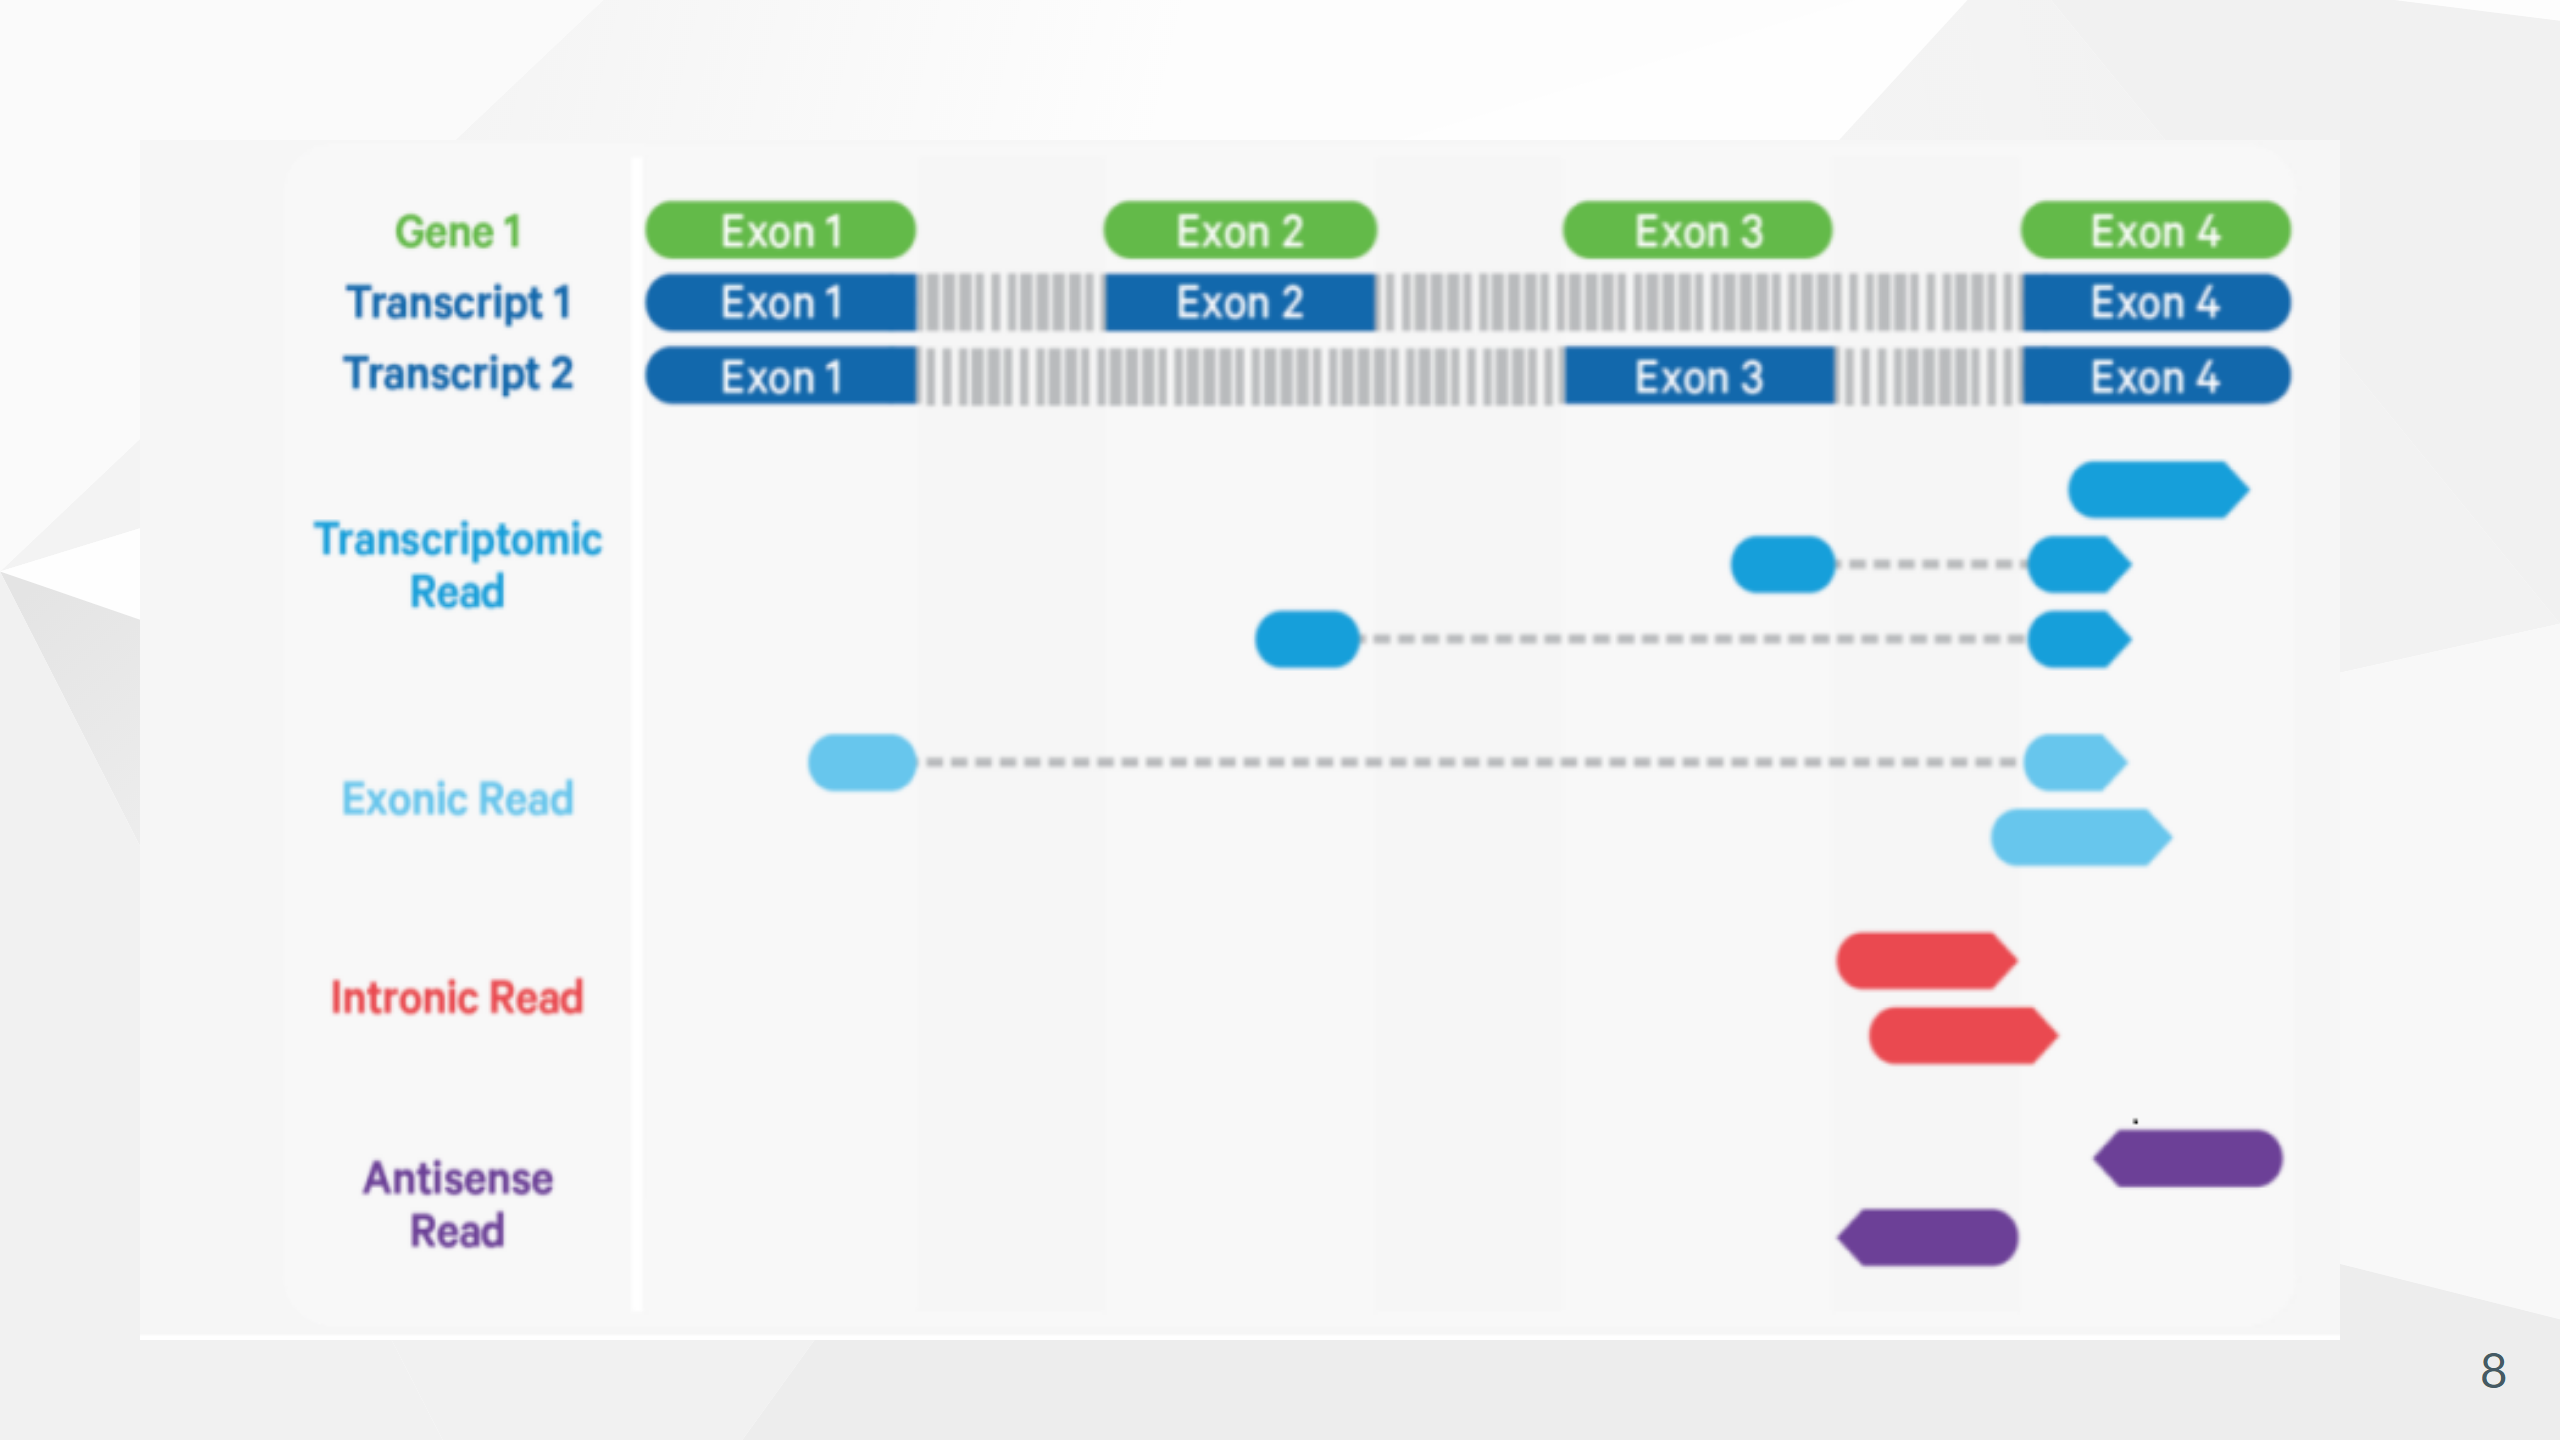 Gene 1
Exon 1
Exon 2
Exon 3
Exon 4
Transcript 1
Exon 1
Exon 2
Exon 4
Transcript 2
Exon 1
Exon 3
Exon 4
Transcriptomic
Read
Exonic Read
Intronic Read
Antisense
Read
8